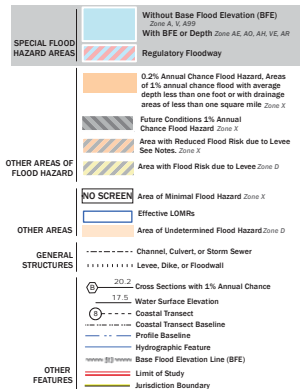 Without Base Flood Elevation (BFE)
Zone A, V, A99
With BFE or Depth Zone AE, AO, AH, VE, AR
SPECIAL FLOOD
HAZARD AREAS
Regulatory Floodway
0.2% Annual Chance Flood Hazard, Areas
of 1% annual chance flood with average
depth less than one foot or with drainage
areas of less than one square mile Zone X
Future Conditions 1% Annual
Chance Flood Hazard Zone X
Area with Reduced Flood Risk due to Levee
See Notes. Zone X
OTHER AREAS OF
FLOOD HAZARD
Area with Flood Risk due to Levee Zone D
NO SCREEN Area of Minimal Flood Hazard Zone X
Effective LOMRs
OTHER AREAS
Area of Undetermined Flood Hazard Zone D
GENERAL
STRUCTURES
Channel, Culvert, or Storm Sewer
Levee, Dike, or Floodwall
B 20.2 Cross Sections with 1% Annual Chance
17.5 Water Surface Elevation
8 Coastal Transect
Coastal Transect Baseline
Profile Baseline
Hydrographic Feature
Base Flood Elevation Line (BFE)
OTHER
FEATURES
Limit of Study
Jurisdiction Boundary